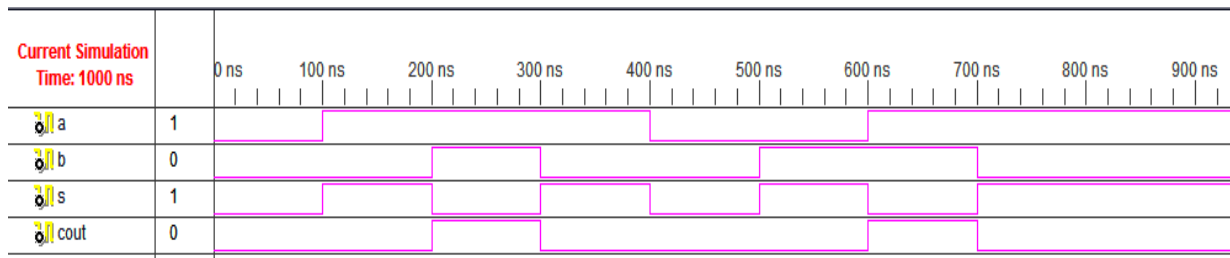 Current Simulation
Time: 1000 ns
0 ns 100 ns 200 ns 300 ns 400 ns 500 ns 600 ns 700 ns 800 ns 900 ns
a 1
b 0
s 1
cout 0